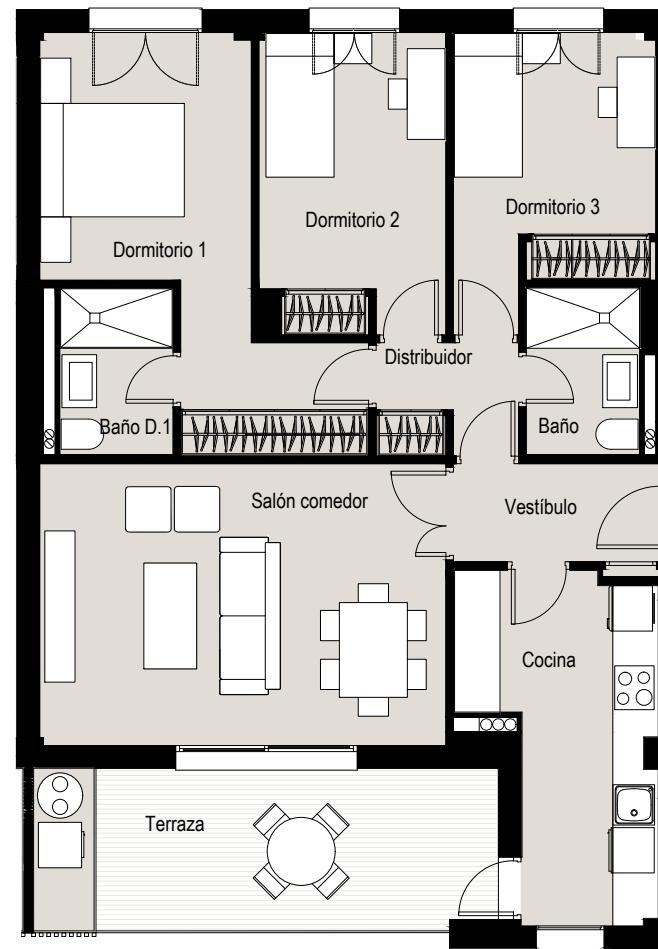 Dormitorio 1
Dormitorio 2
Dormitorio 3
Distribuidor
Baño D.1
Baño
Salón comedor
Vestíbulo
Cocina
Terraza